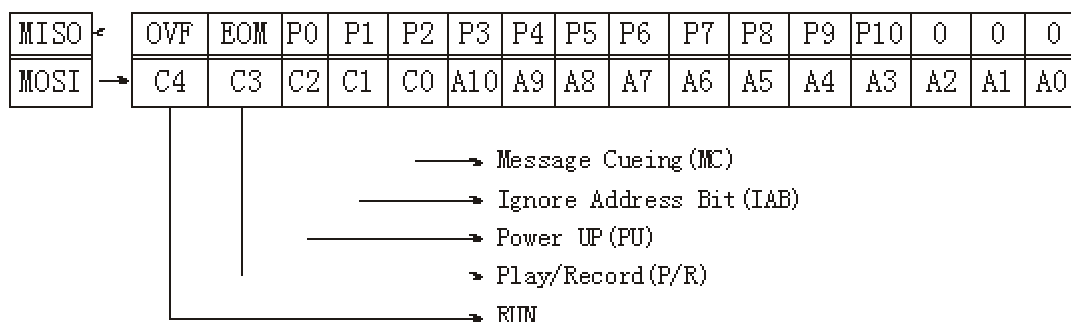 MISO OVF EOM P0 P1 P2 P3 P4 P5 P6 P7 P8 P9 P10 0 0 0
MOSI C4 C3 C2 C1 C0 A10 A9 A8 A7 A6 A5 A4 A3 A2 A1 A0
Message Cueing(MC)
Ignore Address Bit(IAB)
Power UP(PU)
Play/Record(P/R)
RUN